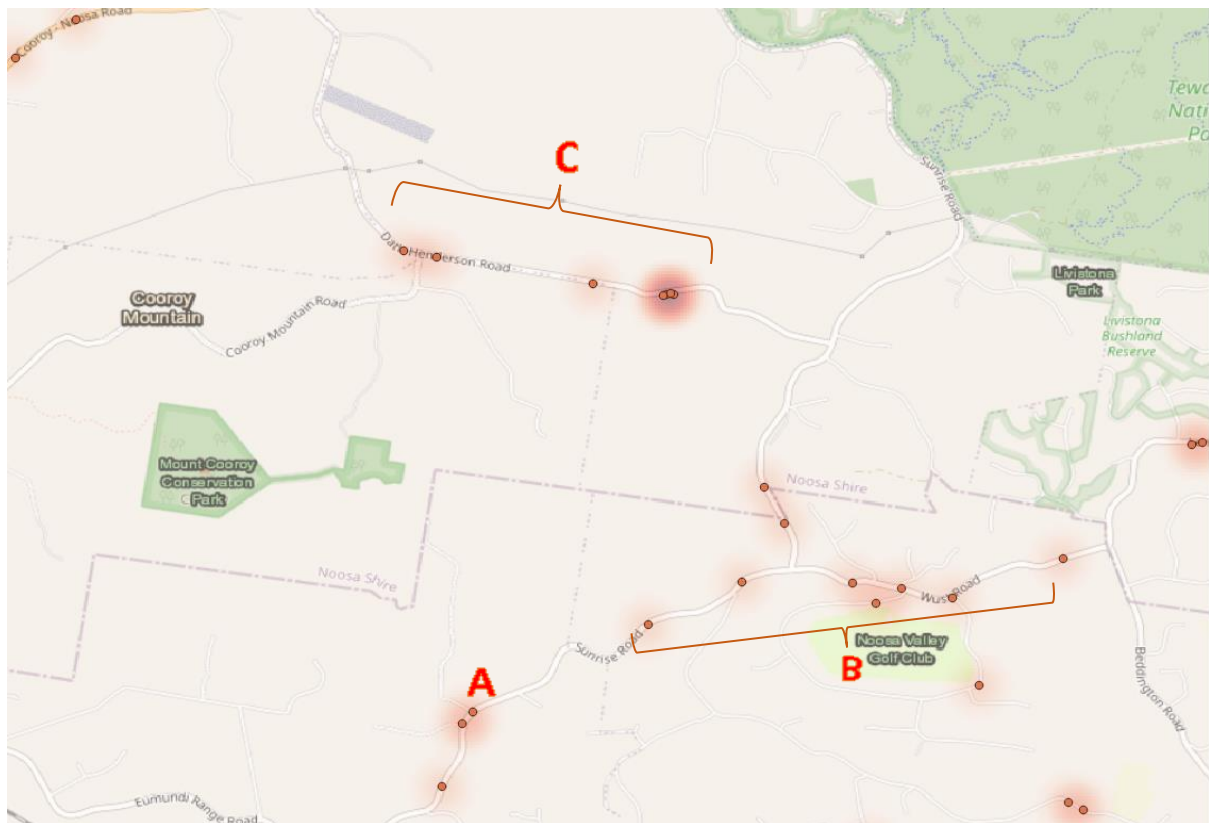 Cooroy - Noosa Road
Tewa
Nati
Pa
C
Sunrise Road
Dath Henderson Road
Livistona
Park
Cooroy
Mountain
Cooroy Mountain Road
Livistona
Bushland
Reserve
Mount Cooroy
Conservation
Park
Noosa Shire
Noosa Shire
Wust Road
Sunrise Road
Noosa Valley
Golf Club
B
A
Beddington Road
Eumundi Range Road